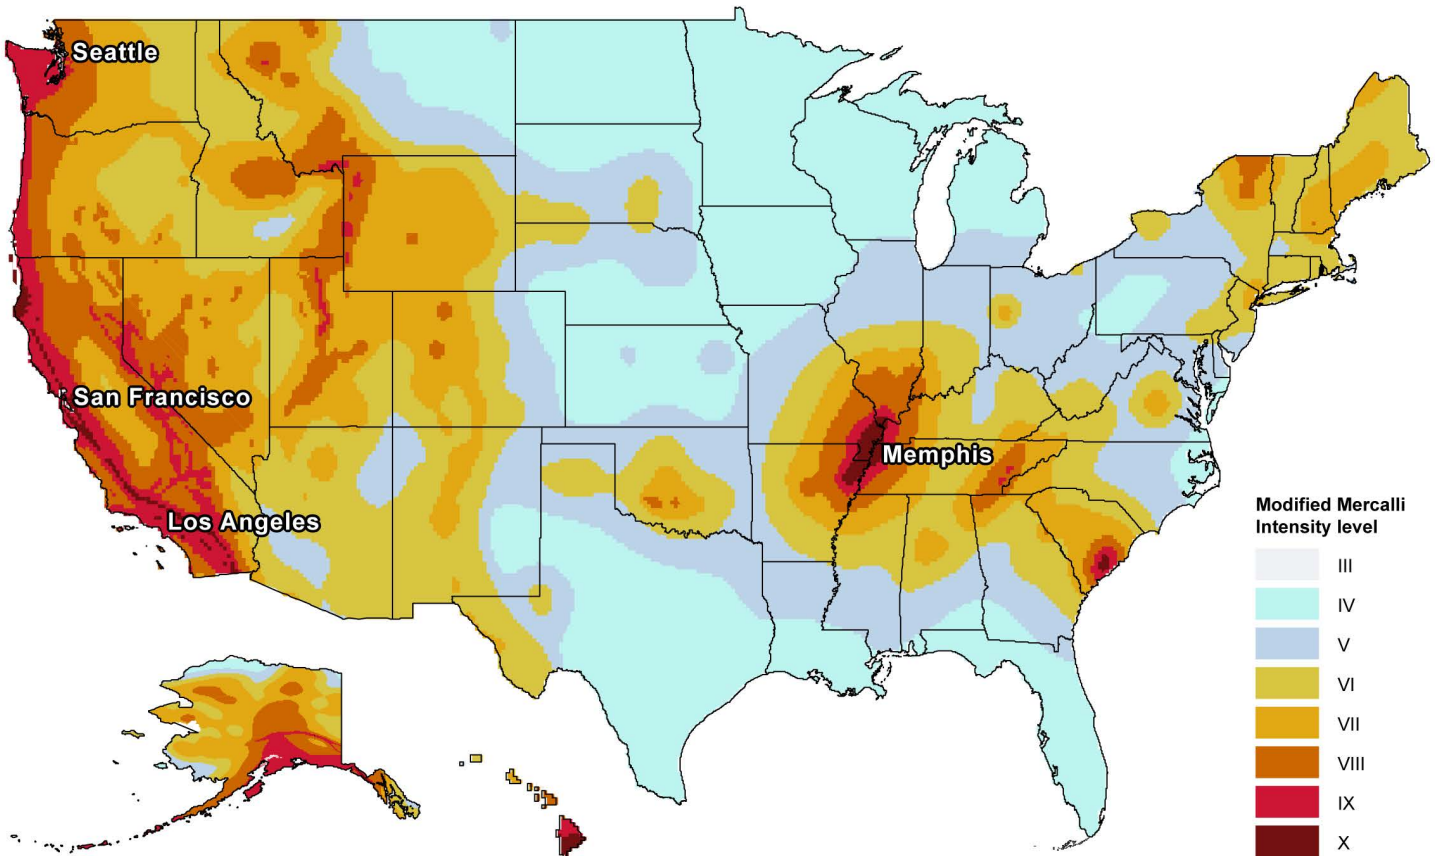 Seattle
San Francisco
Memphis
Los Angeles
Modified Mercalli
Intensity level
III
IV
V
VI
VII
VIII
IX
X